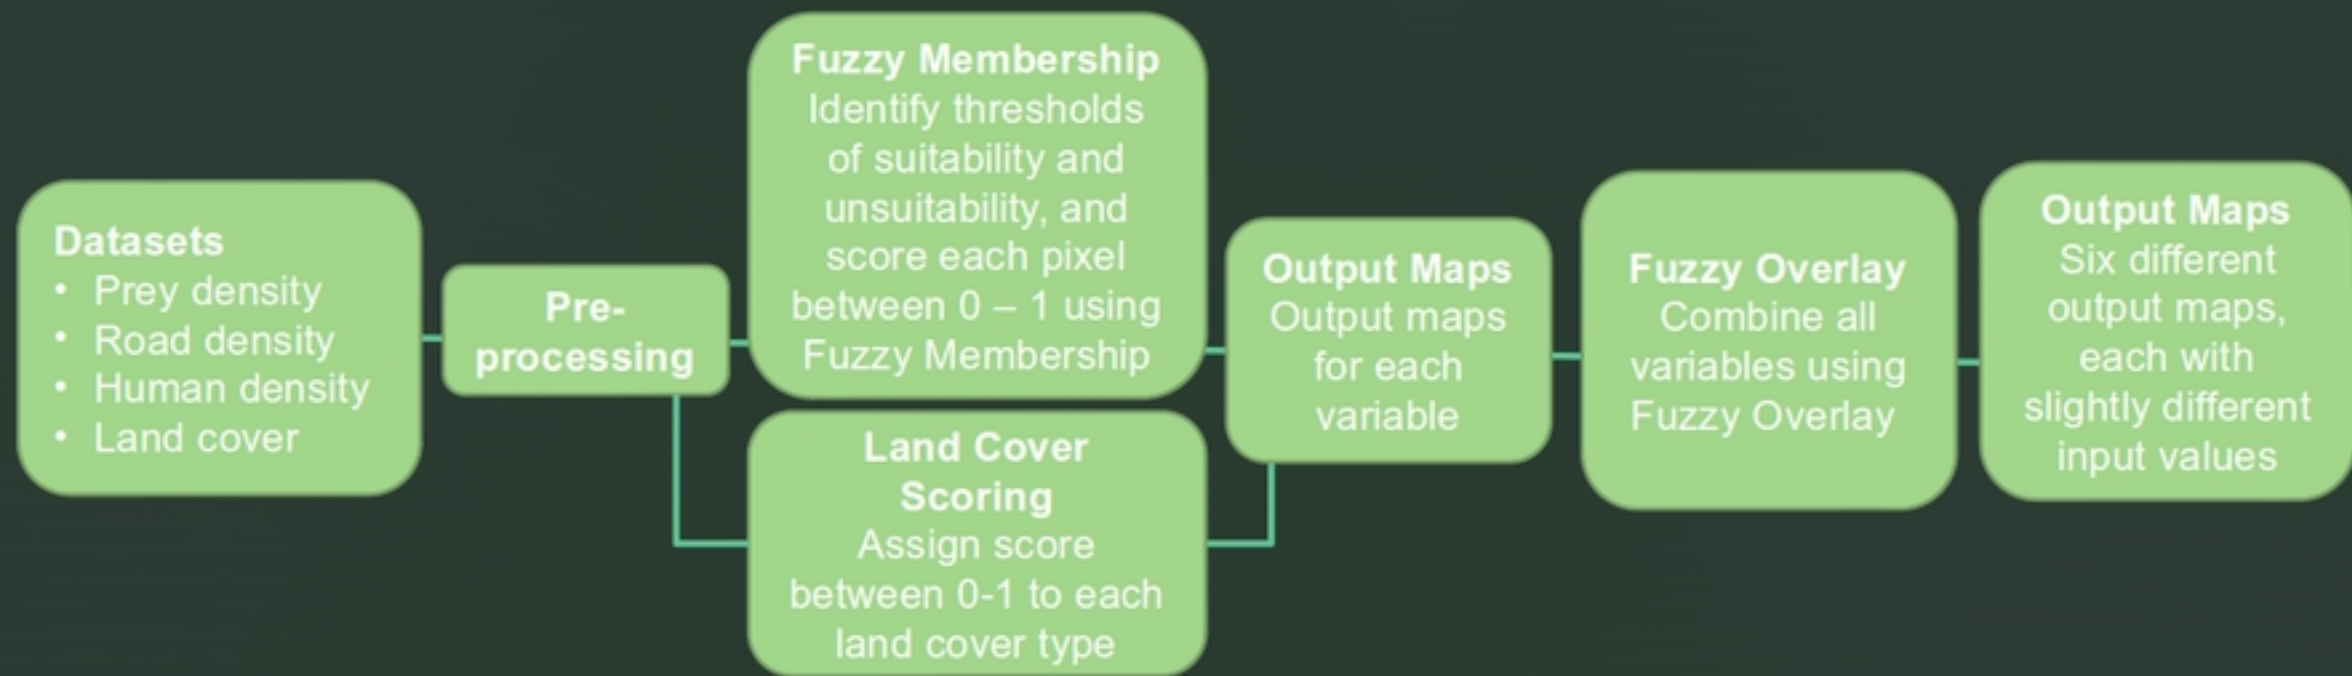 Datasets
• Prey density
• Road density
• Human density
• Land cover
Pre-
processing
Fuzzy Membership
Identify thresholds
of suitability and
unsuitability, and
score each pixel
between 0 – 1 using
Fuzzy Membership
Land Cover
Scoring
Assign score
between 0-1 to each
land cover type
Output Maps
Output maps
for each
variable
Fuzzy Overlay
Combine all
variables using
Fuzzy Overlay
Output Maps
Six different
output maps,
each with
slightly different
input values